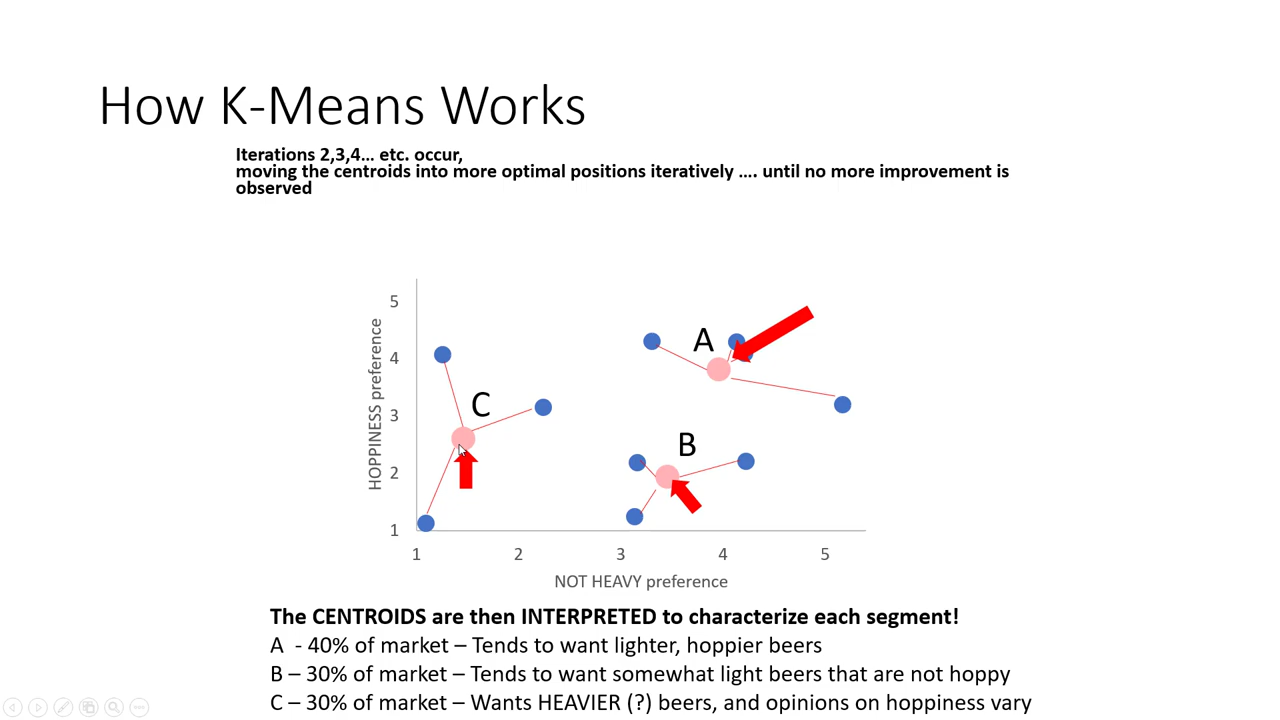 How K-Means Works
Iterations 2,3,4... etc. occur,
moving the centroids into more optimal positions iteratively .... until no more improvement is
observed
HOPPINESS preference
5
4
3
2
1
A
B
C
1 2 3 4 5
NOT HEAVY preference
The CENTROIDS are then INTERPRETED to characterize each segment!
A - 40% of market – Tends to want lighter, hoppier beers
B – 30% of market – Tends to want somewhat light beers that are not hoppy
C – 30% of market – Wants HEAVIER (?) beers, and opinions on hoppiness vary